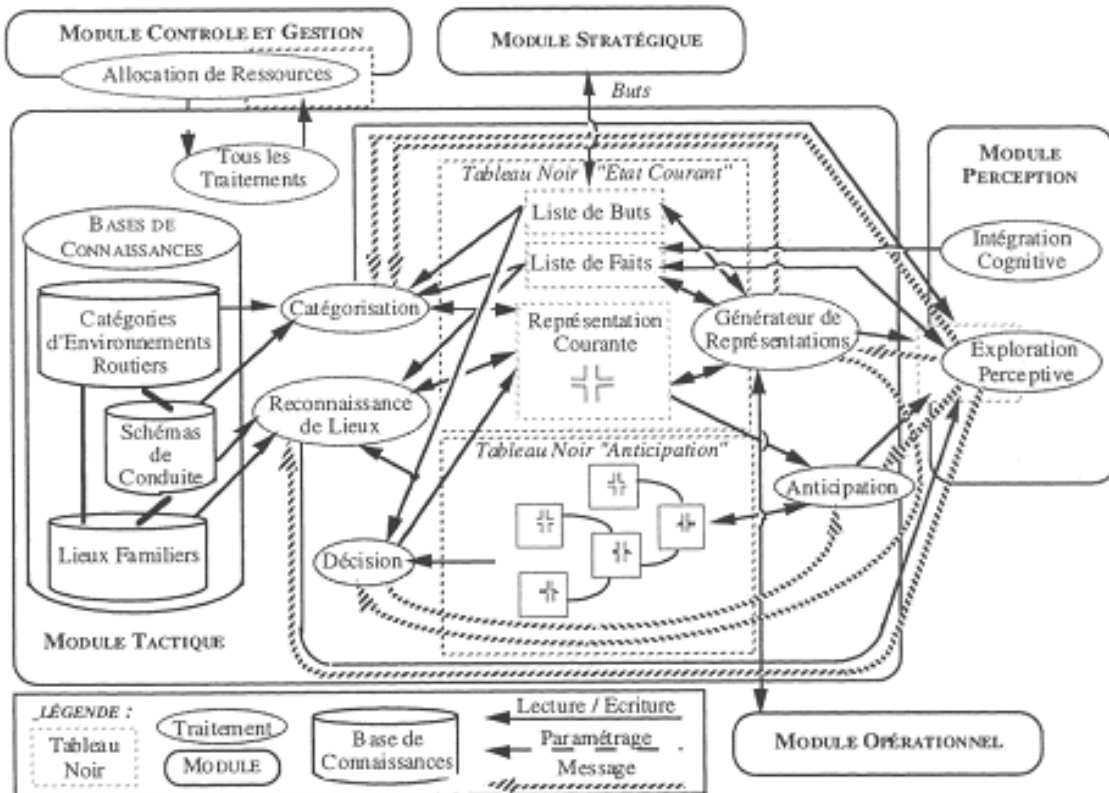 MODULE CONTROLE ET GESTION
Allocation de Ressources
MODULE STRATÉGIQUE
Buts
Tous les
Traitements
MODULE
PERCEPTION
Tableau Noir "Etat Courant"
Liste de Buts
BASES DE
CONNAISSANCES
Intégration
Cognitive
Liste de Faits
Catégorisation
Catégories
d'Environnements
Routiers
Représentation
Courante
Générateur de
Représentations
Exploration
Perceptive
Reconnaissance
de Lieux
Schémas
de
Conduite
Tableau Noir "Anticipation"
Anticipation
Lieux Familiers
Décision
MODULE TACTIQUE
LÉGENDE :
Tableau
Noir
Traitement
MODULE
Base de
Connaissances
Lecture / Ecriture
Paramétrage
Message
MODULE OPÉRATIONNEL